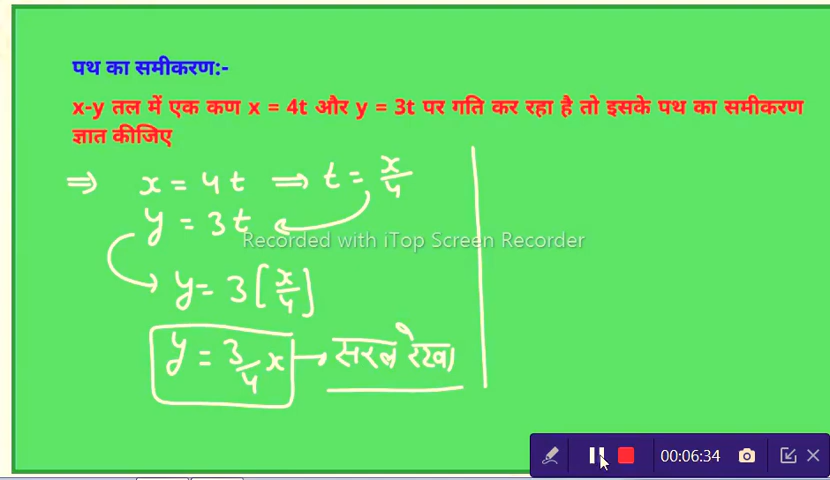 पथ का समीकरण:-
x-y तल में एक कण x = 4t और y = 3t पर गति कर रहा है तो इसके पथ का समीकरण
ज्ञात कीजिए
⇒ x = 4t ⇒ t = x/4
y = 3t
Recorded with iTop Screen Recorder
y = 3[x/4]
y = 3/4 x → सरल रेखा
00:06:34